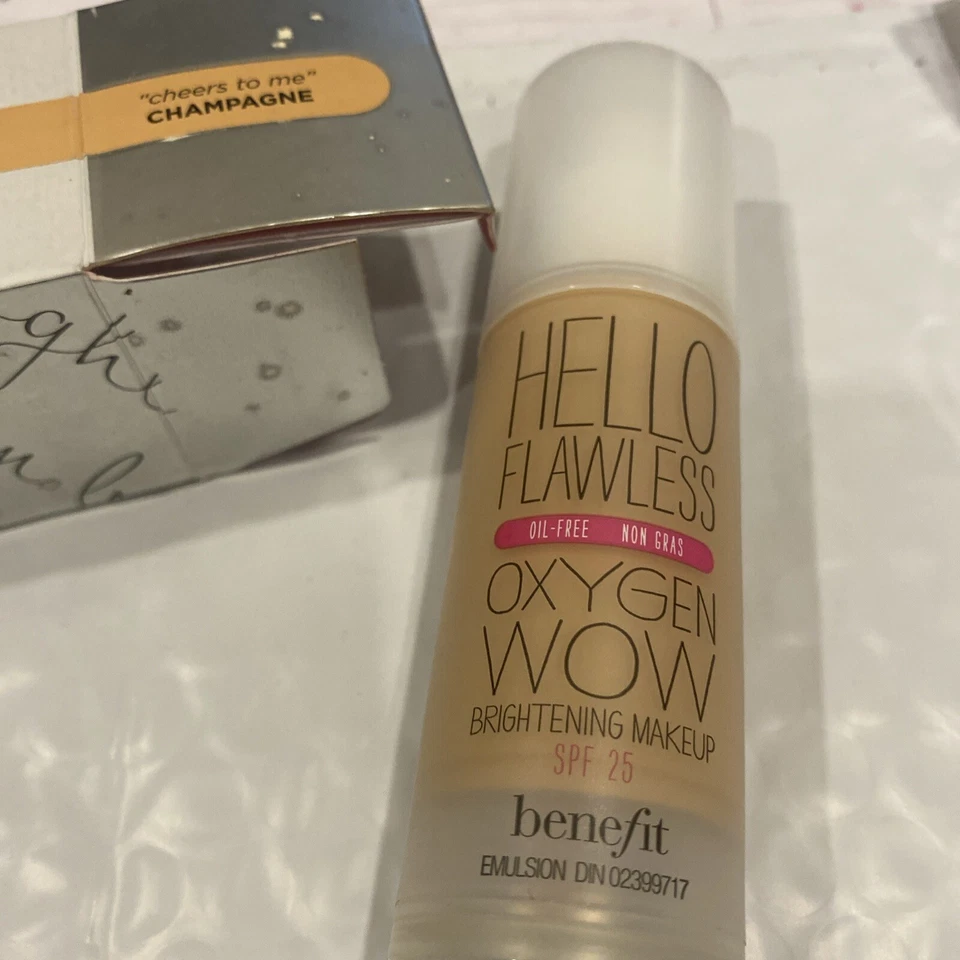 "cheers to me"
CHAMPAGNE
HELLO
FLAWLESS
OIL-FREE NON GRAS
OXYGEN
WOW
BRIGHTENING MAKEUP
SPF 25
benefit
EMULSION DIN 02399717